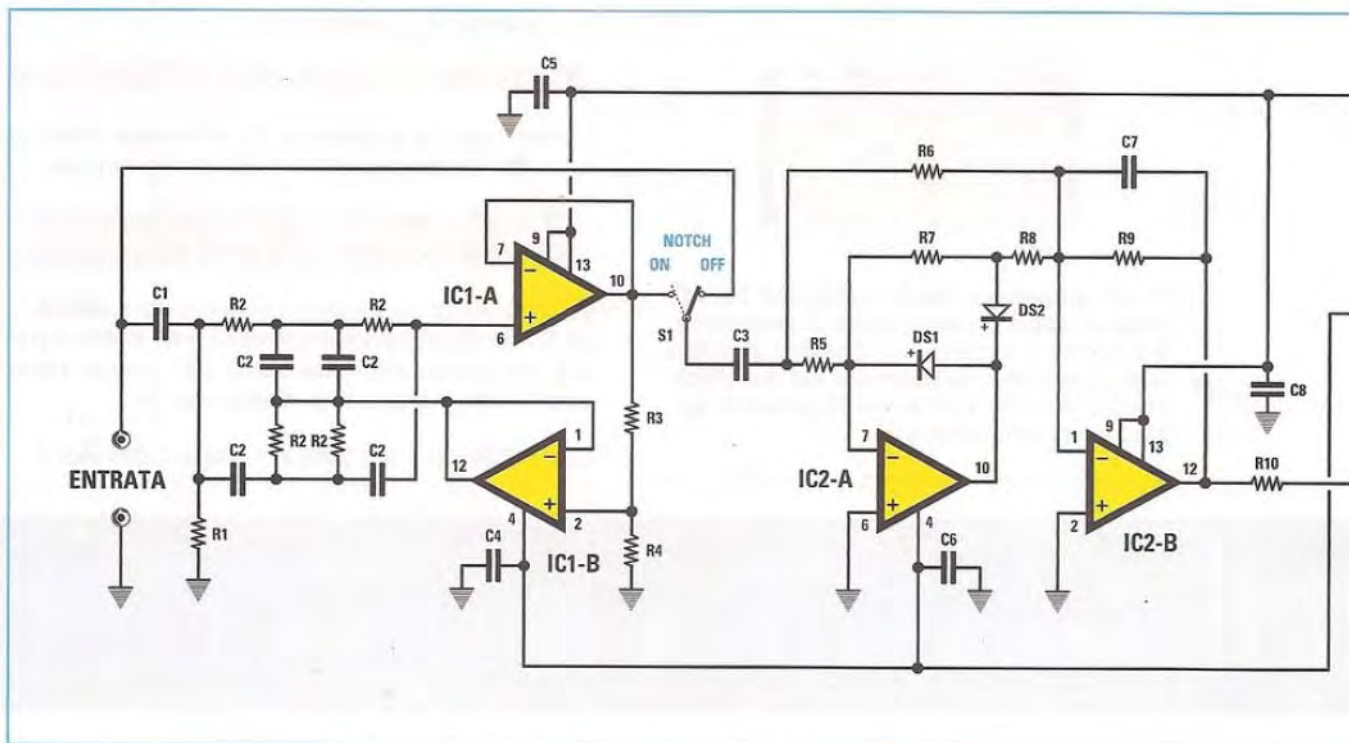 C5
R6
C7
NOTCH
ON OFF
7
9
13
10
IC1-A
6
S1
C1
R2
R2
C2
C2
R7
R8
R9
DS2
+
C3
R5
DS1
+
R3
1
12
R2
R2
C2
C2
ENTRATA
4
2
IC1-B
R1
C4
R4
7
10
IC2-A
6
4
C6
1
9
13
12
2
IC2-B
R10
C8